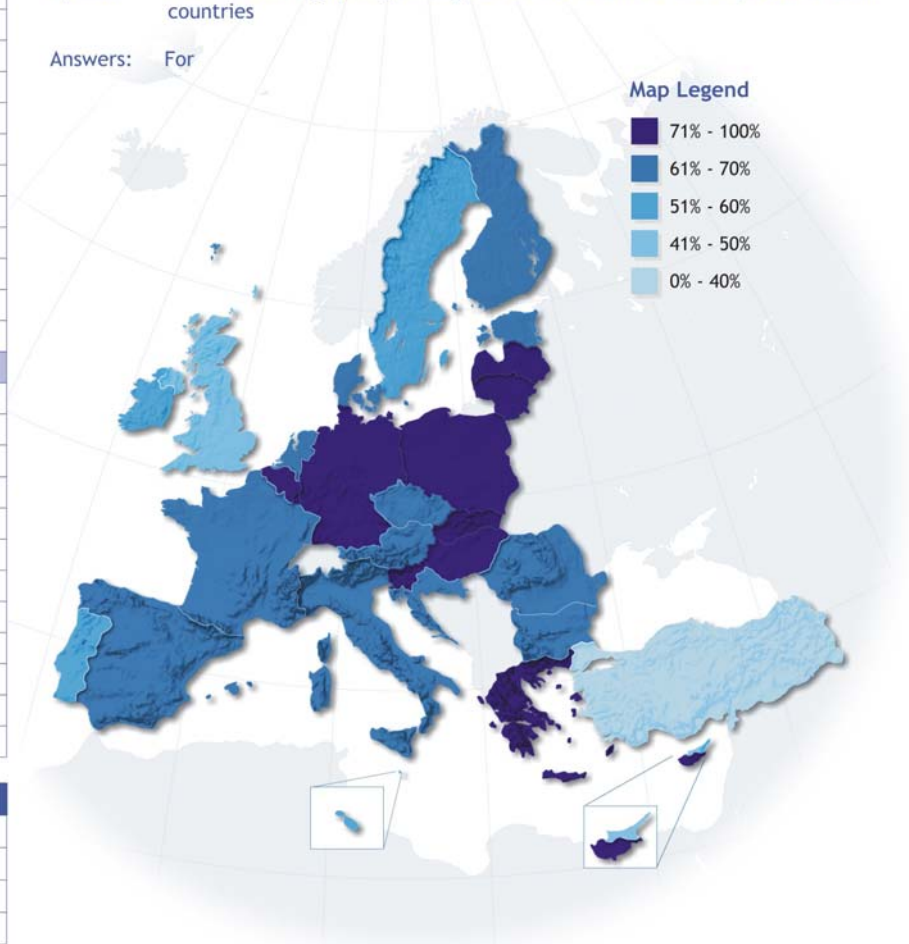 countries
Answers: For
Map Legend
71% - 100%
61% - 70%
51% - 60%
41% - 50%
0% - 40%